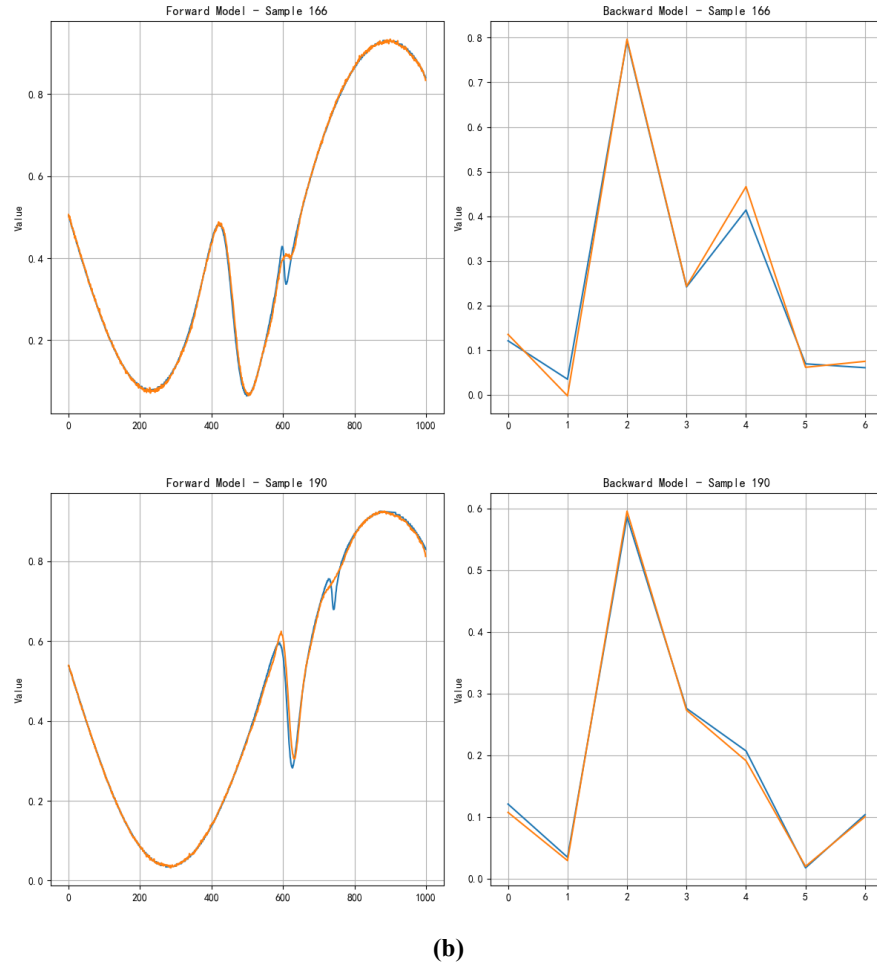 Forward Model - Sample 166
Value
0.8
0.6
0.4
0.2
0 200 400 600 800 1000
Backward Model - Sample 166
Value
0.8
0.7
0.6
0.5
0.4
0.3
0.2
0.1
0.0
0 1 2 3 4 5 6
Forward Model - Sample 190
Value
0.8
0.6
0.4
0.2
0.0
0 200 400 600 800 1000
Backward Model - Sample 190
Value
0.6
0.5
0.4
0.3
0.2
0.1
0.0
0 1 2 3 4 5 6
(b)